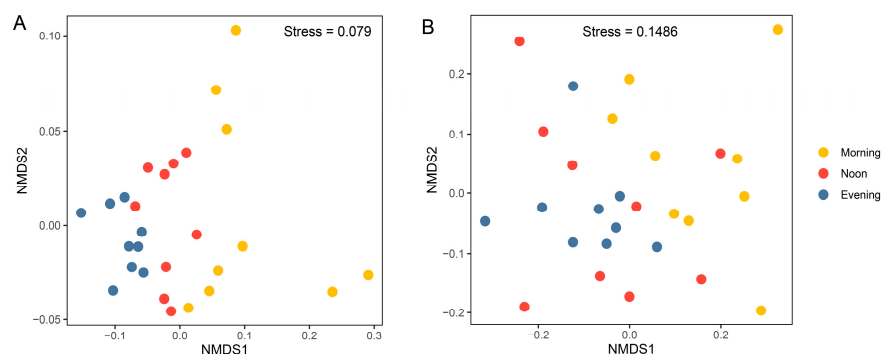 A
Stress = 0.079
NMDS2
0.10
0.05
0.00
−0.05
−0.1
0.0
0.1
0.2
0.3
NMDS1
B
Stress = 0.1486
NMDS2
0.2
0.1
0.0
−0.1
−0.2
−0.2
0.0
0.2
NMDS1
Morning
Noon
Evening